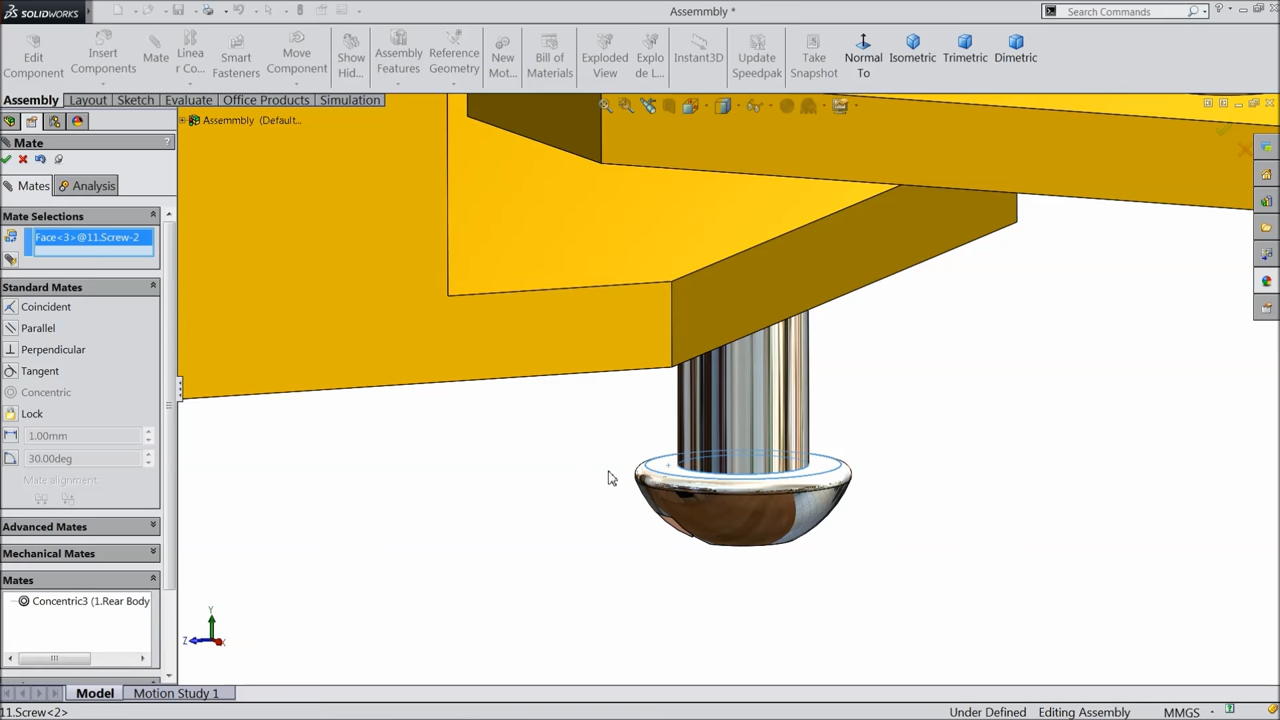 SOLIDWORKS
Assemmbly *
Search Commands
Edit Component
Insert Components
Mate
Linea r Co...
Smart Fasteners
Move Component
Show Hid...
Assembly Features
Reference Geometry
New Mot...
Bill of Materials
Exploded View
Explo de L...
Instant3D
Update Speedpak
Take Snapshot
Normal To
Isometric
Trimetric
Dimetric
Assembly Layout Sketch Evaluate Office Products Simulation
Assemmbly (Default...
Mate ?
Mates Analysis
Mate Selections
Face<3>@11.Screw-2
Standard Mates
Coincident
Parallel
Perpendicular
Tangent
Concentric
Lock
1.00mm
30.00deg
Mate alignment
Advanced Mates
Mechanical Mates
Mates
Concentric3 (1.Rear Body
Y
Z
X
Model Motion Study 1
11.Screw<2>
Under Defined Editing Assembly MMGS